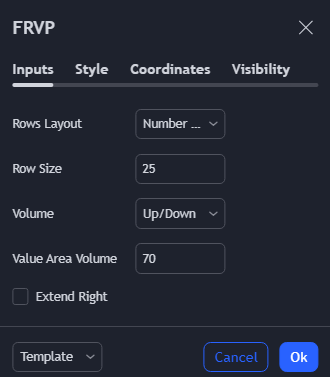 FRVP
Inputs Style Coordinates Visibility
Rows Layout Number ...
Row Size 25
Volume Up/Down
Value Area Volume 70
Extend Right
Template Cancel Ok